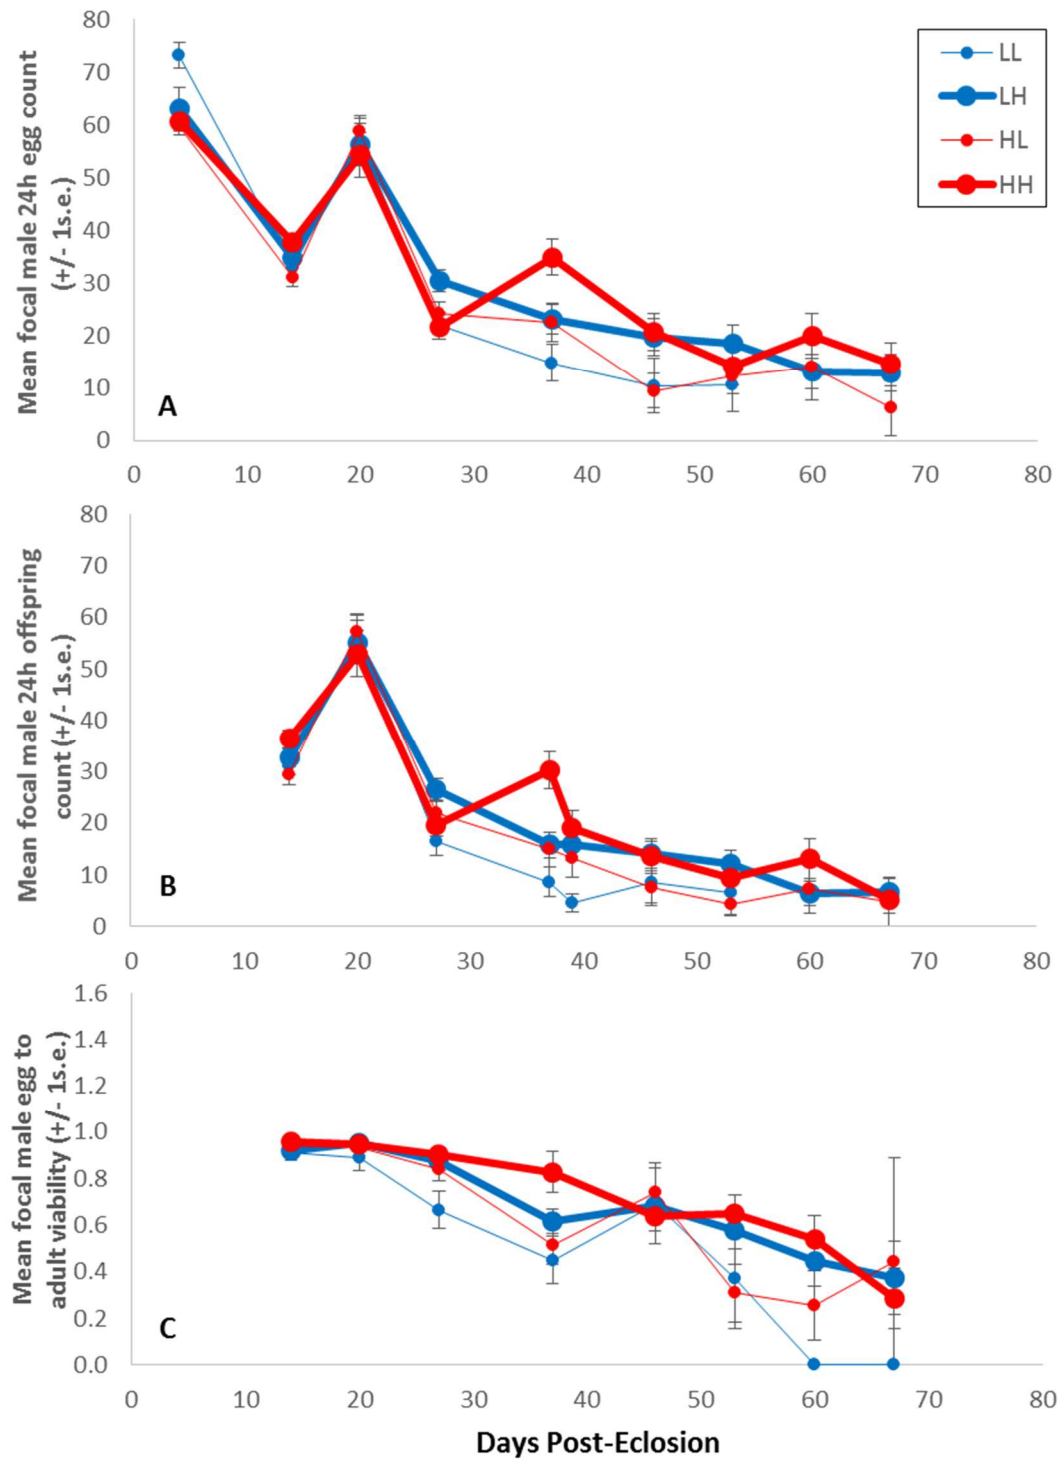 Mean focal male 24h egg count
(+/- 1s.e.)
80
70
60
50
40
30
20
10
0
A
LL
LH
HL
HH
0 10 20 30 40 50 60 70 80
Mean focal male 24h offspring
count (+/- 1s.e.)
80
70
60
50
40
30
20
10
0
B
0 10 20 30 40 50 60 70 80
Mean focal male egg to
adult viability (+/- 1s.e.)
1.6
1.4
1.2
1.0
0.8
0.6
0.4
0.2
0.0
C
0 10 20 30 40 50 60 70 80
Days Post-Eclosion